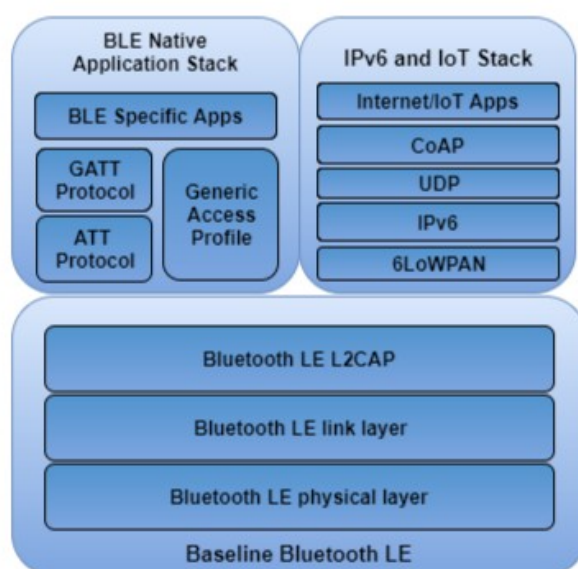 BLE Native
Application Stack
BLE Specific Apps
GATT
Protocol
ATT
Protocol
Generic
Access
Profile
IPv6 and IoT Stack
Internet/IoT Apps
CoAP
UDP
IPv6
6LoWPAN
Bluetooth LE L2CAP
Bluetooth LE link layer
Bluetooth LE physical layer
Baseline Bluetooth LE